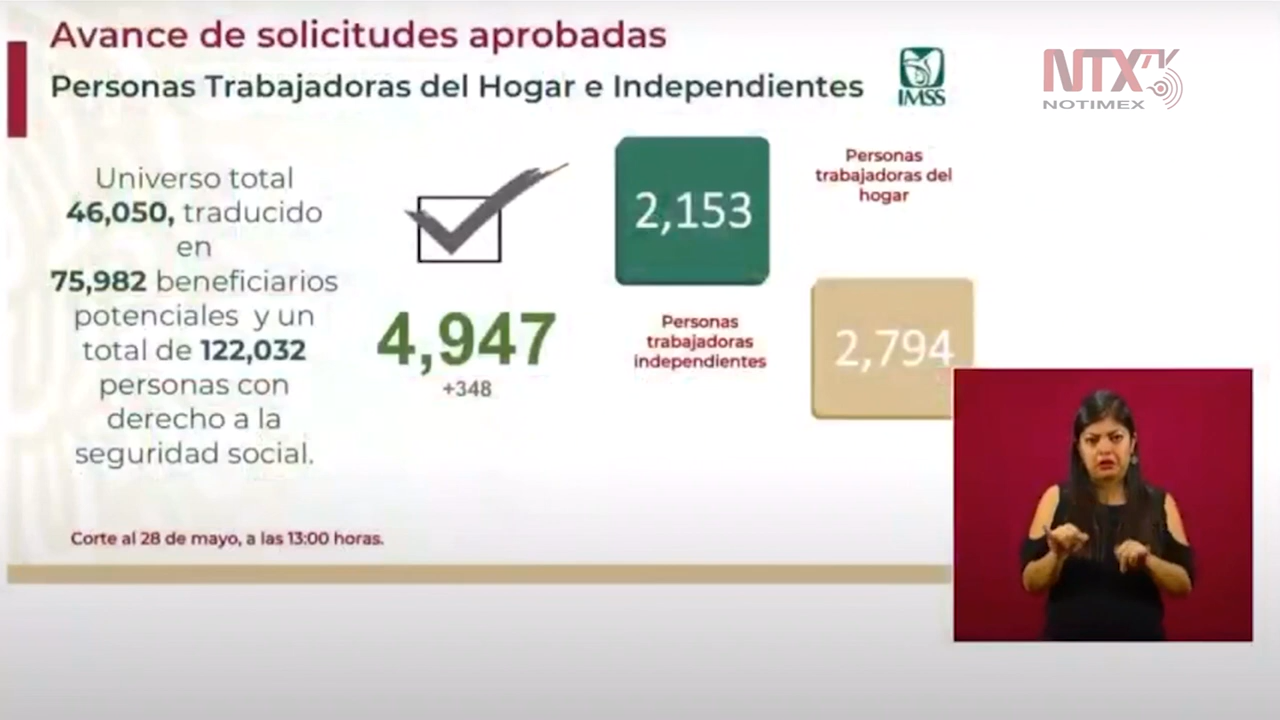 Avance de solicitudes aprobadas
Personas Trabajadoras del Hogar e Independientes
IMSS
NTX
NOTIMEX
Universo total
46,050, traducido
en
75,982 beneficiarios
potenciales y un
total de 122,032
personas con
derecho a la
seguridad social.
4,947
+348
2,153
Personas
trabajadoras
independientes
Personas
trabajadoras del
hogar
2,794
Corte al 28 de mayo, a las 13:00 horas.